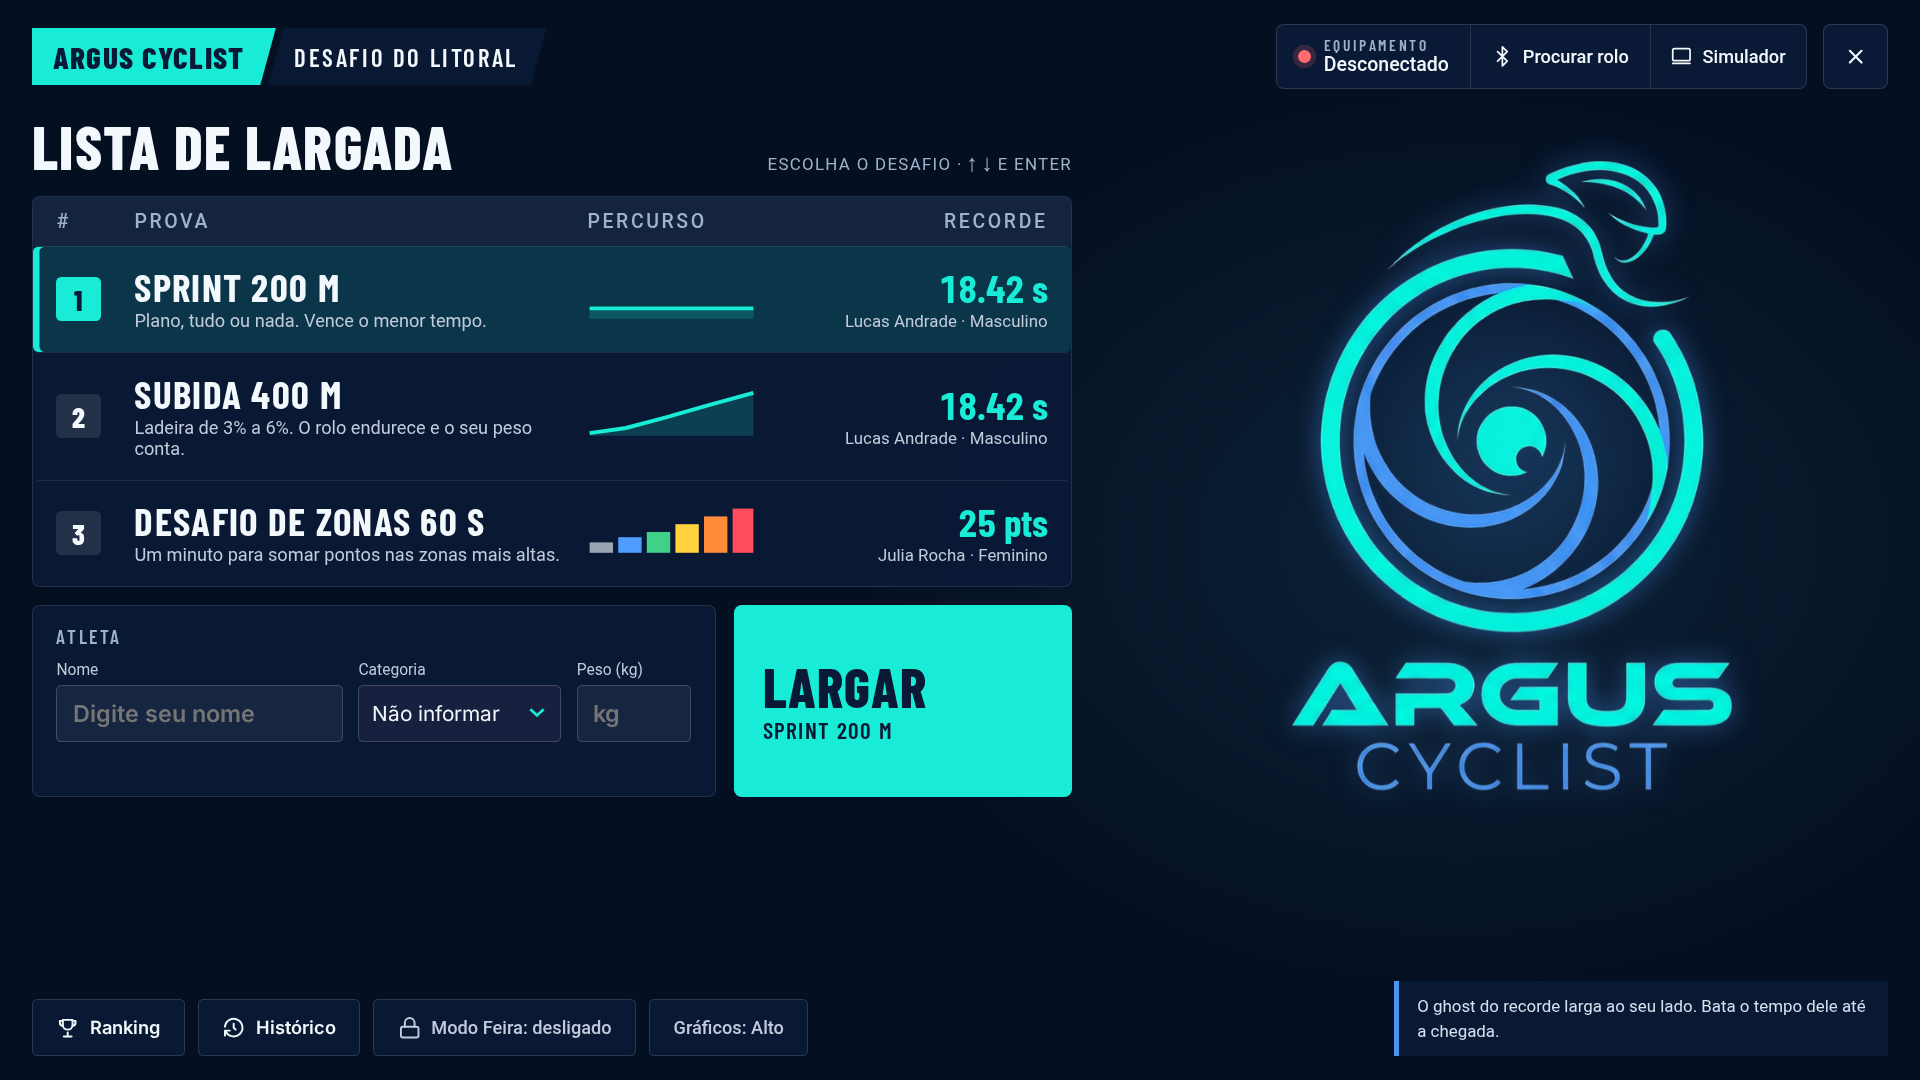 ARGUS CYCLIST
DESAFIO DO LITORAL
EQUIPAMENTO
Desconectado
Procurar rolo
Simulador
LISTA DE LARGADA
ESCOLHA O DESAFIO · ↑ ↓ E ENTER
# PROVA PERCURSO RECORDE
1
SPRINT 200 M
Plano, tudo ou nada. Vence o menor tempo.
18.42 s
Lucas Andrade · Masculino
2
SUBIDA 400 M
Ladeira de 3% a 6%. O rolo endurece e o seu peso
conta.
18.42 s
Lucas Andrade · Masculino
3
DESAFIO DE ZONAS 60 S
Um minuto para somar pontos nas zonas mais altas.
25 pts
Julia Rocha · Feminino
ATLETA
Nome Categoria Peso (kg)
Digite seu nome Não informar kg
LARGAR
SPRINT 200 M
ARGUS
CYCLIST
Ranking
Histórico
Modo Feira: desligado
Gráficos: Alto
O ghost do recorde larga ao seu lado. Bata o tempo dele até
a chegada.